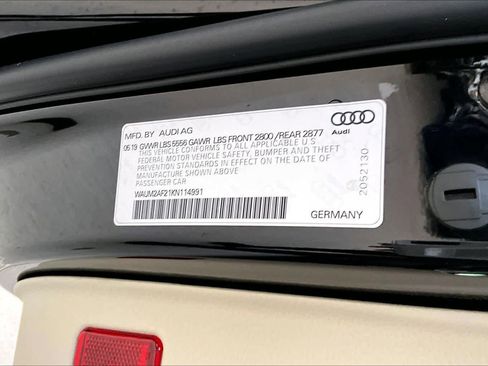 MFD. BY AUDI AG
05 19 GVWR LBS 5556 GAWR LBS FRONT 2800 /REAR 2877
THIS VEHICLE CONFORMS TO ALL APPLICABLE U S
FEDERAL MOTOR VEHICLE SAFETY, BUMPER AND THEFT
PREVENTION STANDARDS IN EFFECT ON THE DATE OF
MANUFACTURE SHOWN ABOVE
PASSENGER CAR
WAUM2AF21KN114991
GERMANY
Audi
2052130